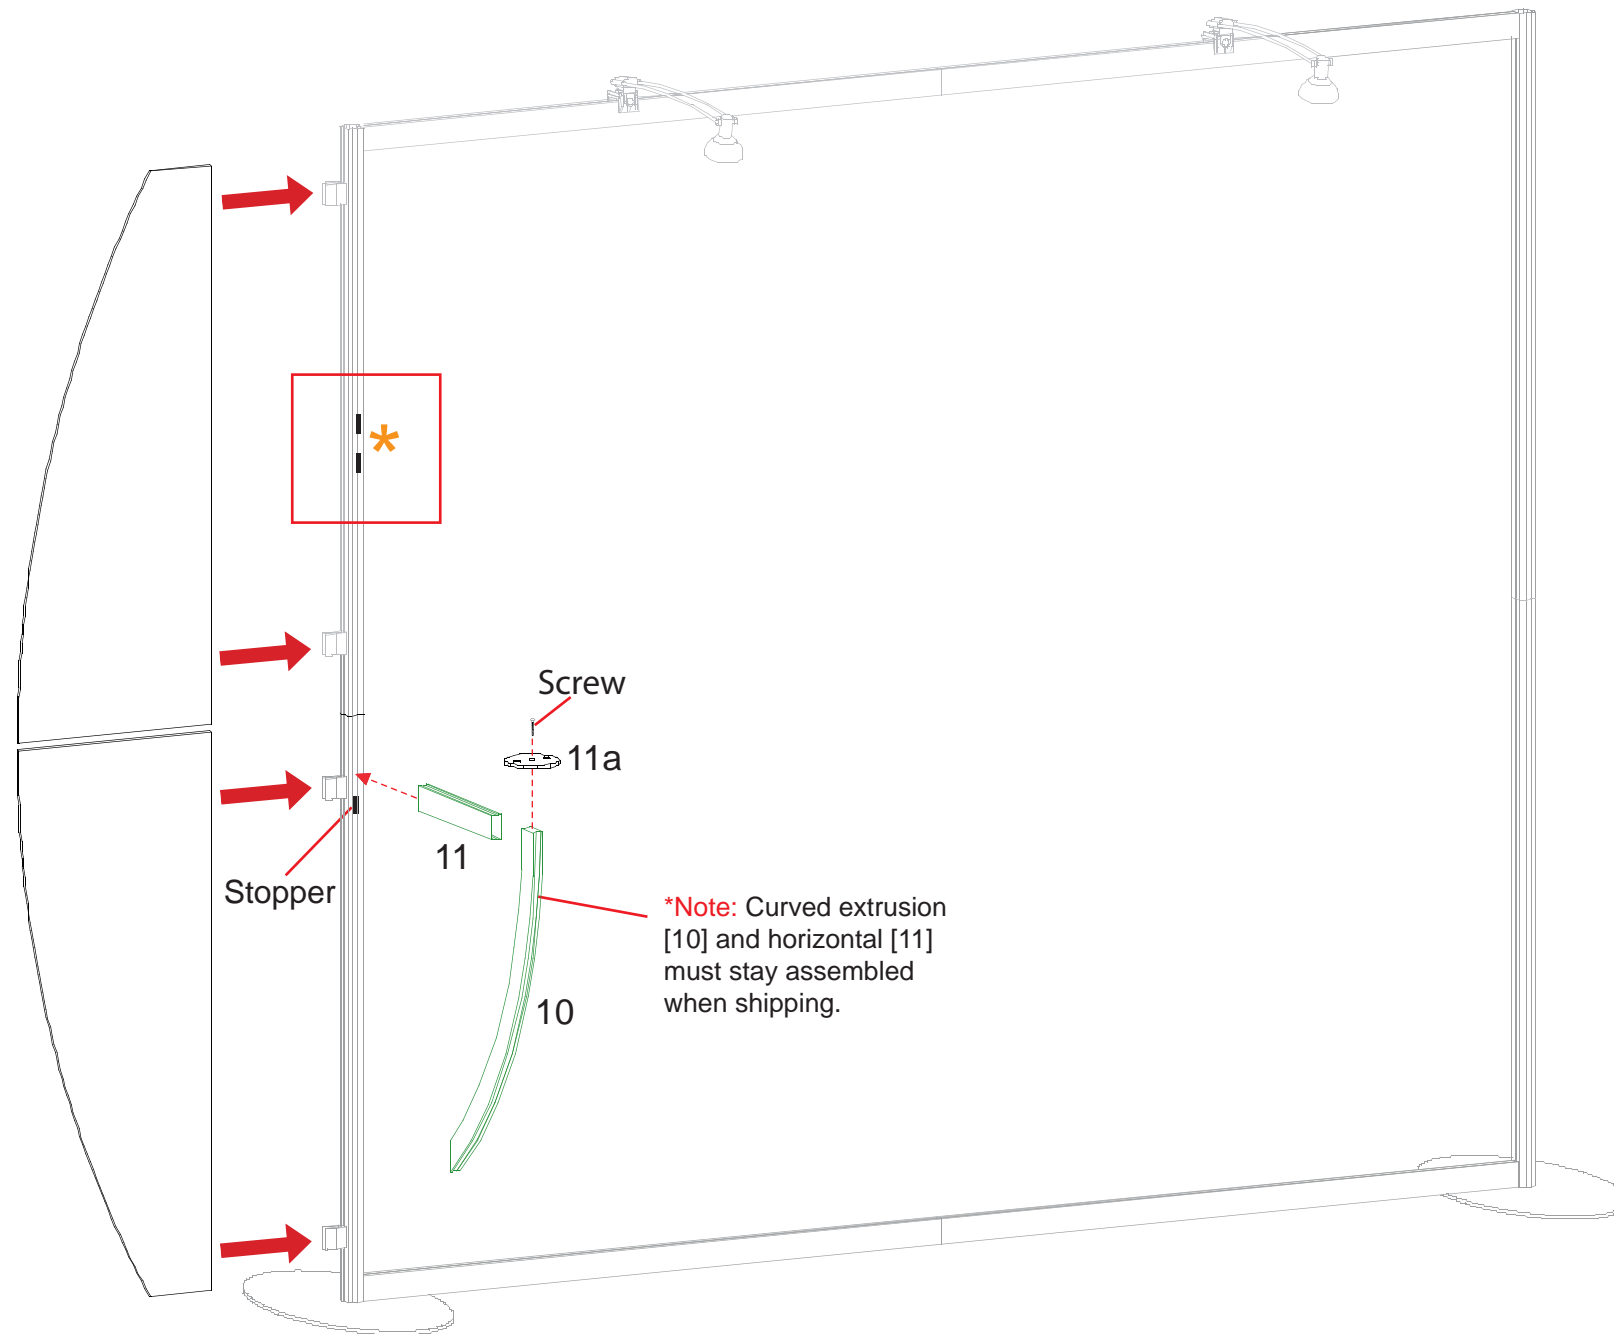 *
Screw
11a
11
Stopper
*Note: Curved extrusion
[10] and horizontal [11]
must stay assembled
when shipping.
10